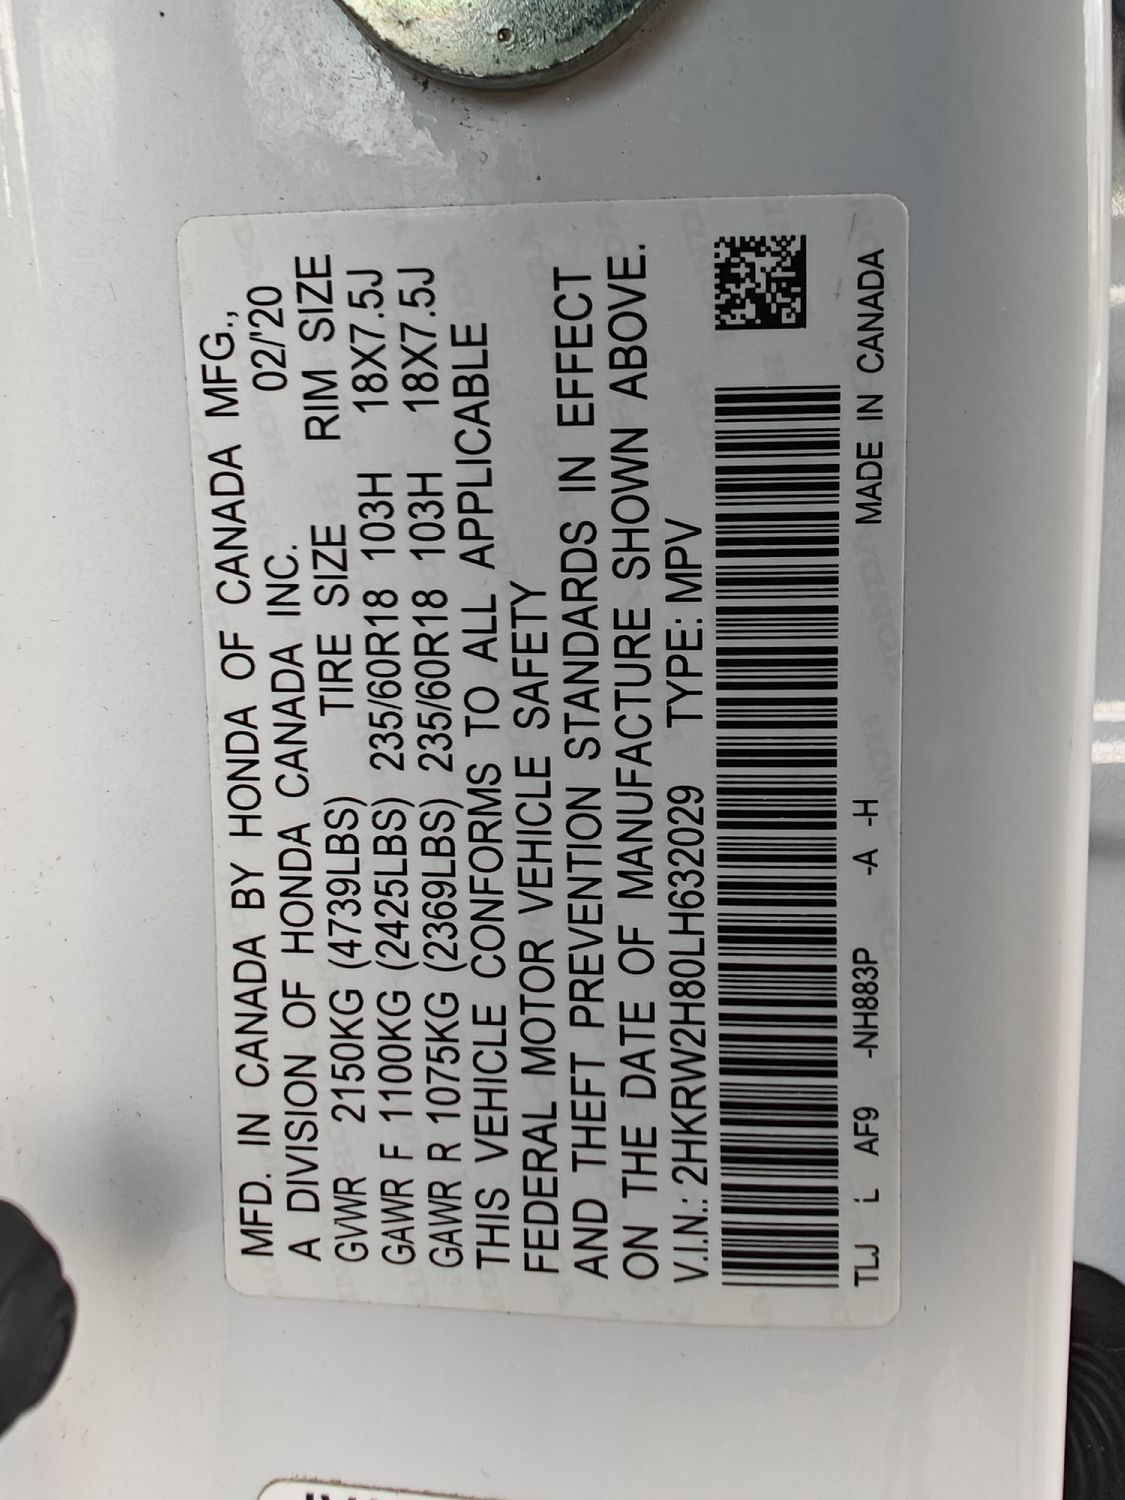 MFD. IN CANADA BY HONDA OF CANADA MFG.,
A DIVISION OF HONDA CANADA INC. 02/'20
GVWR 2150KG (4739LBS) TIRE SIZE RIM SIZE
GAWR F 1100KG (2425LBS) 235/60R18 103H 18X7.5J
GAWR R 1075KG (2369LBS) 235/60R18 103H 18X7.5J
THIS VEHICLE CONFORMS TO ALL APPLICABLE
FEDERAL MOTOR VEHICLE SAFETY
AND THEFT PREVENTION STANDARDS IN EFFECT
ON THE DATE OF MANUFACTURE SHOWN ABOVE.
V.I.N.: 2HKRW2H80LH632029 TYPE: MPV
TLJ L AF9 -NH883P -A -H MADE IN CANADA